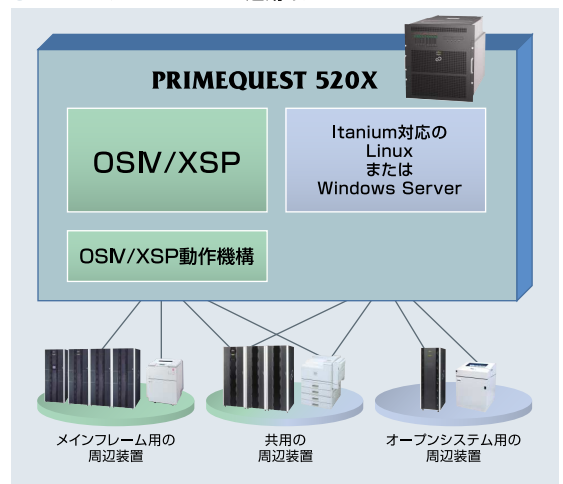 PRIMEQUEST 520X
OSⅣ/XSP
Itanium対応の
Linux
または
Windows Server
OSⅣ/XSP動作機構
メインフレーム用の
周辺装置
共用の
周辺装置
オープンシステム用の
周辺装置